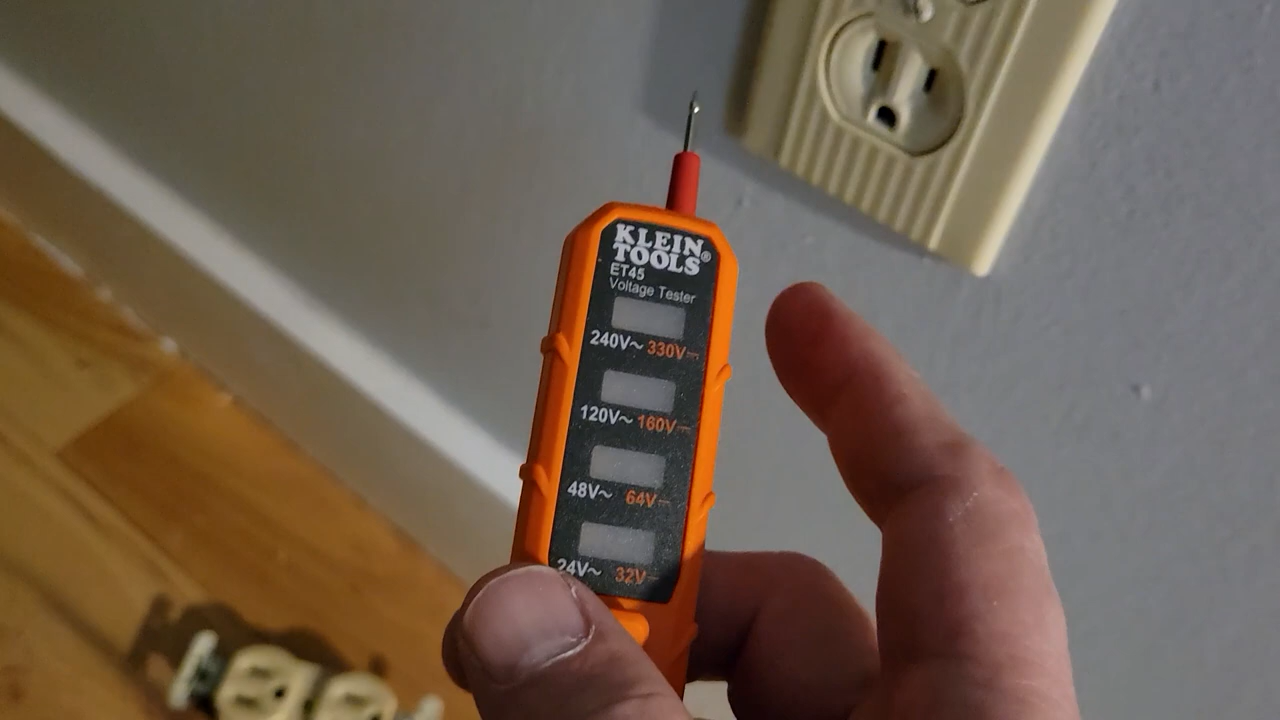 KLEIN
TOOLS®
ET45
Voltage Tester
240V~ 330V⎓
120V~ 160V⎓
48V~ 64V⎓
24V~ 32V⎓